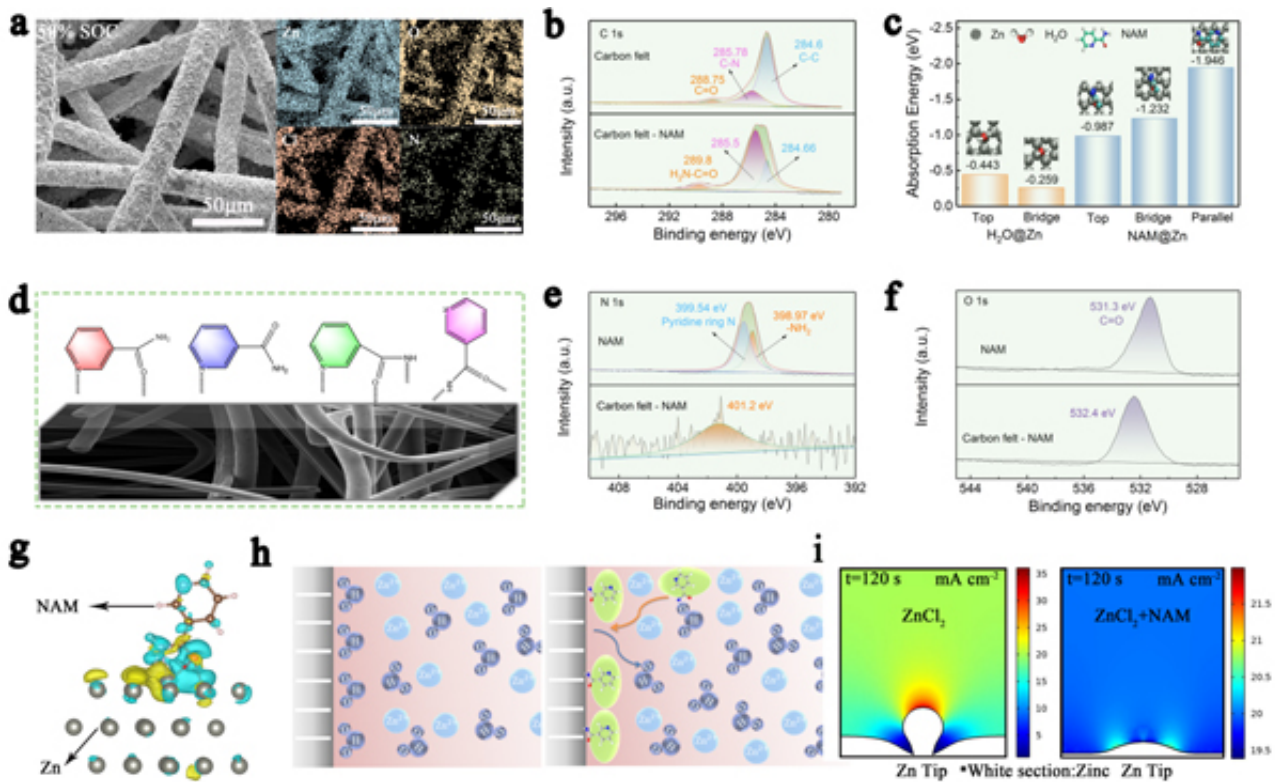 a
50% SOC
50μm
Zn
50μm
O
50μm
50μm
N
50μm
b
C 1s
Carbon felt
285.78
C-N
284.6
C-C
288.75
C=O
Carbon felt - NAM
285.5
284.66
289.8
H₂N-C=O
Intensity (a.u.)
296 292 288 284 280
Binding energy (eV)
c
Absorption Energy (eV)
-2.5
-2.0
-1.5
-1.0
-0.5
0.0
Zn H₂O NAM
-0.443
-0.259
-0.987
-1.232
-1.946
Top Bridge Top Bridge Parallel
H₂O@Zn NAM@Zn
d
NH₂
O
NH₂
NH
e
N 1s
399.54 eV
Pyridine ring N
398.97 eV
-NH₂
NAM
Carbon felt - NAM
401.2 eV
Intensity (a.u.)
408 404 400 396 392
Binding energy (eV)
f
O 1s
531.3 eV
C=O
NAM
532.4 eV
Carbon felt - NAM
Intensity (a.u.)
544 540 536 532 528
Binding energy (eV)
g
NAM
Zn
h
i
t=120 s mA cm⁻²
ZnCl₂
35
30
25
20
15
10
5
Zn Tip
t=120 s mA cm⁻²
ZnCl₂+NAM
21.5
21.0
20.5
20.0
19.5
*White section:Zinc Zn Tip